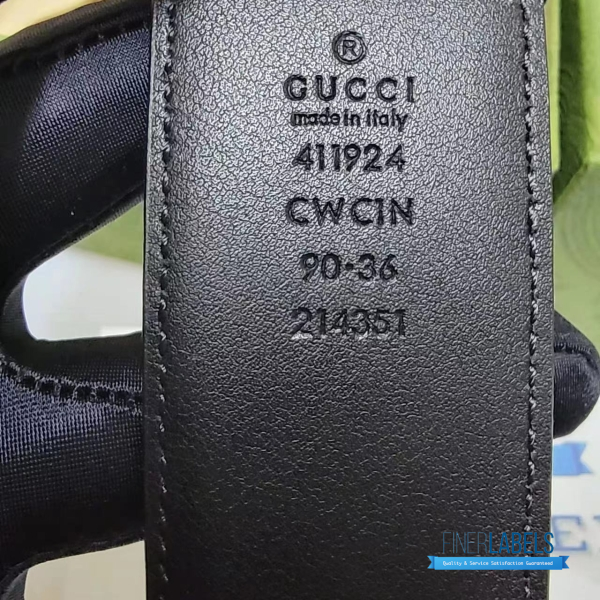 ®
GUCCI
made in italy
411924
CWC1N
90·36
214351
FINERLABELS
Quality & Service Satisfaction Guaranteed